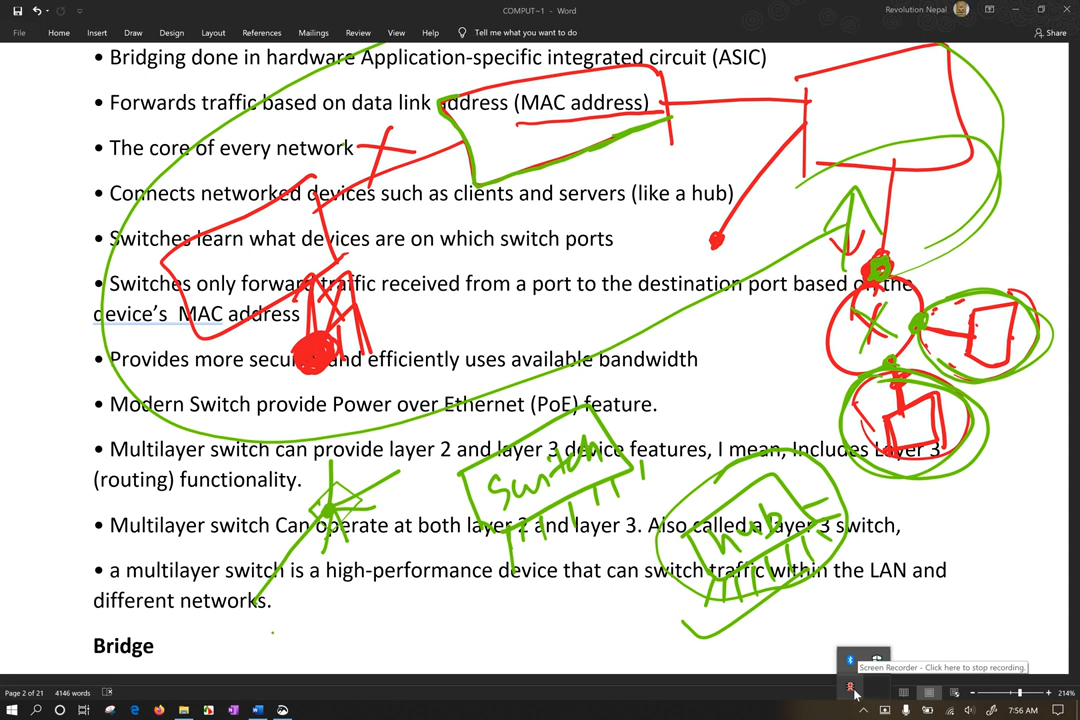 COMPUT~1 - Word
Revolution Nepal
File Home Insert Draw Design Layout References Mailings Review View Help Tell me what you want to do Share
• Bridging done in hardware Application-specific integrated circuit (ASIC)
• Forwards traffic based on data link address (MAC address)
• The core of every network
• Connects networked devices such as clients and servers (like a hub)
• Switches learn what devices are on which switch ports
• Switches only forward traffic received from a port to the destination port based on the
device’s MAC address
• Provides more secure and efficiently uses available bandwidth
• Modern Switch provide Power over Ethernet (PoE) feature.
• Multilayer switch can provide layer 2 and layer 3 device features, I mean, Includes Layer 3
(routing) functionality.
switch
• Multilayer switch Can operate at both layer 2 and layer 3. Also called a layer 3 switch,
hub
• a multilayer switch is a high-performance device that can switch traffic within the LAN and
different networks.
Bridge
Screen Recorder - Click here to stop recording.
Page 2 of 21 4146 words 214%
7:56 AM